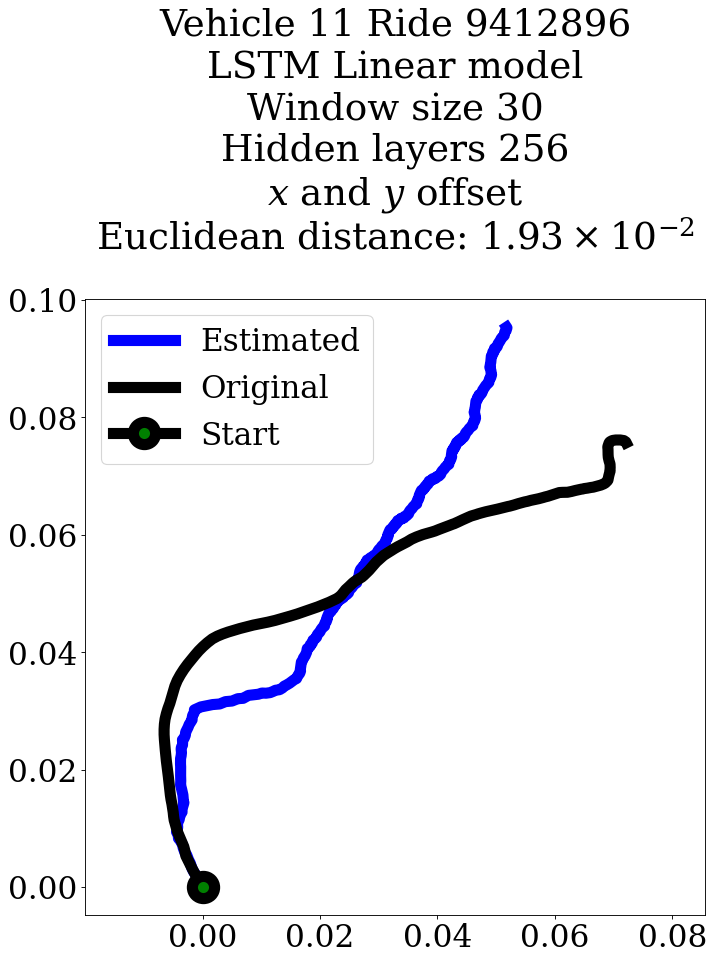 Vehicle 11 Ride 9412896
LSTM Linear model
Window size 30
Hidden layers 256
x and y offset
Euclidean distance: 1.93 × 10⁻²
0.10
Estimated
Original
Start
0.08
0.06
0.04
0.02
0.00
0.00 0.02 0.04 0.06 0.08